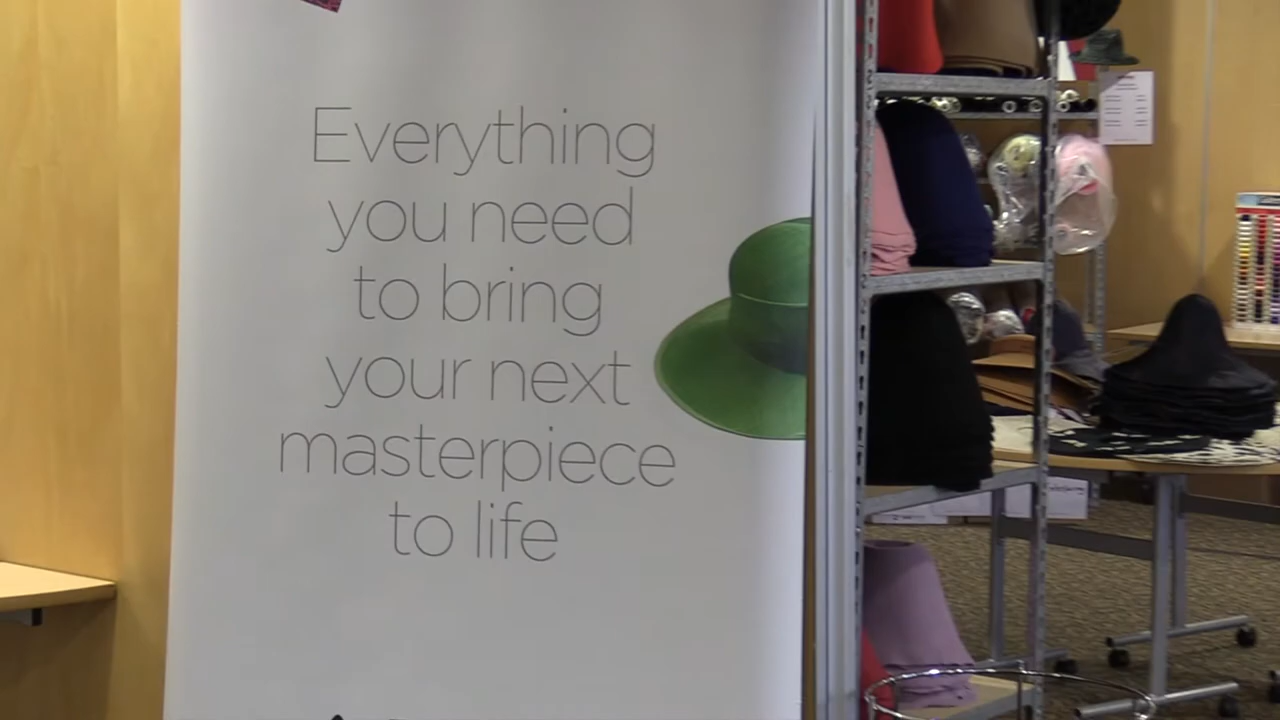 Everything
you need
to bring
your next
masterpiece
to life